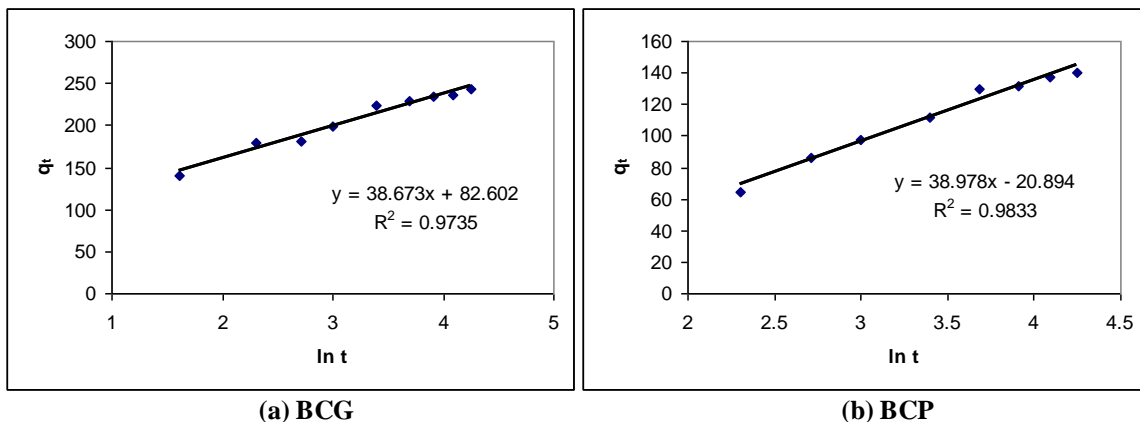 300
250
200
150
100
50
0
qt
y = 38.673x + 82.602
R² = 0.9735
1 2 3 4 5
ln t
(a) BCG
160
140
120
100
80
60
40
20
0
qt
y = 38.978x - 20.894
R² = 0.9833
2 2.5 3 3.5 4 4.5
ln t
(b) BCP